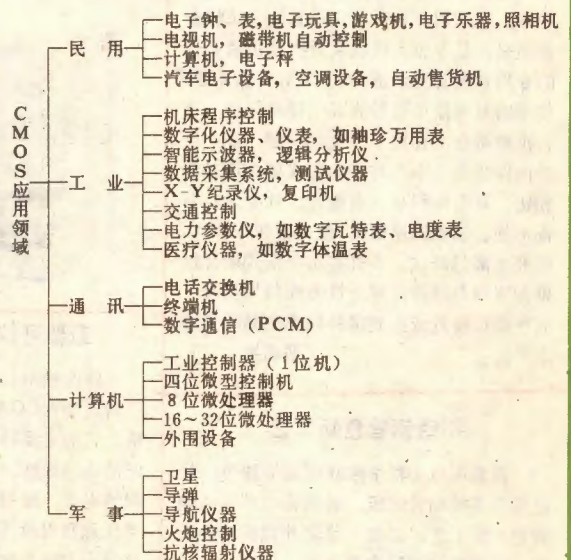 CMOS应用领域
民用
电子钟、表，电子玩具，游戏机，电子乐器，照相机
电视机，磁带机自动控制
计算机，电子秤
汽车电子设备，空调设备，自动售货机
工业
机床程序控制
数字化仪器、仪表，如袖珍万用表
智能示波器，逻辑分析仪
数据采集系统，测试仪器
X-Y纪录仪，复印机
交通控制
电力参数仪，如数字瓦特表、电度表
医疗仪器，如数字体温表
通讯
电话交换机
终端机
数字通信（PCM）
计算机
工业控制器（1位机）
四位微型控制机
8位微处理器
16～32位微处理器
外围设备
军事
卫星
导弹
导航仪器
火炮控制
抗核辐射仪器